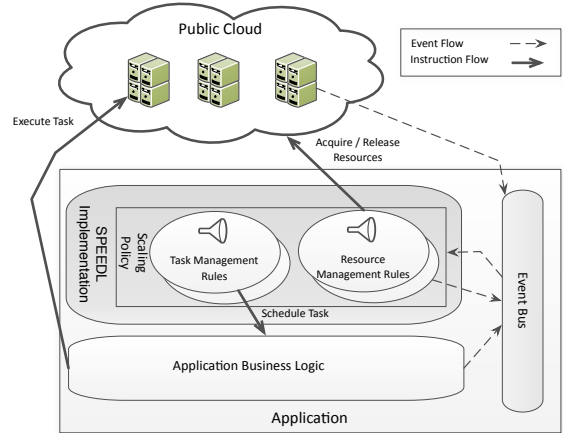 Public Cloud
Event Flow
Instruction Flow
Execute Task
Acquire / Release
Resources
SPEEDL
Implementation
Scaling
Policy
Task Management
Rules
Resource
Management Rules
Schedule Task
Event Bus
Application Business Logic
Application